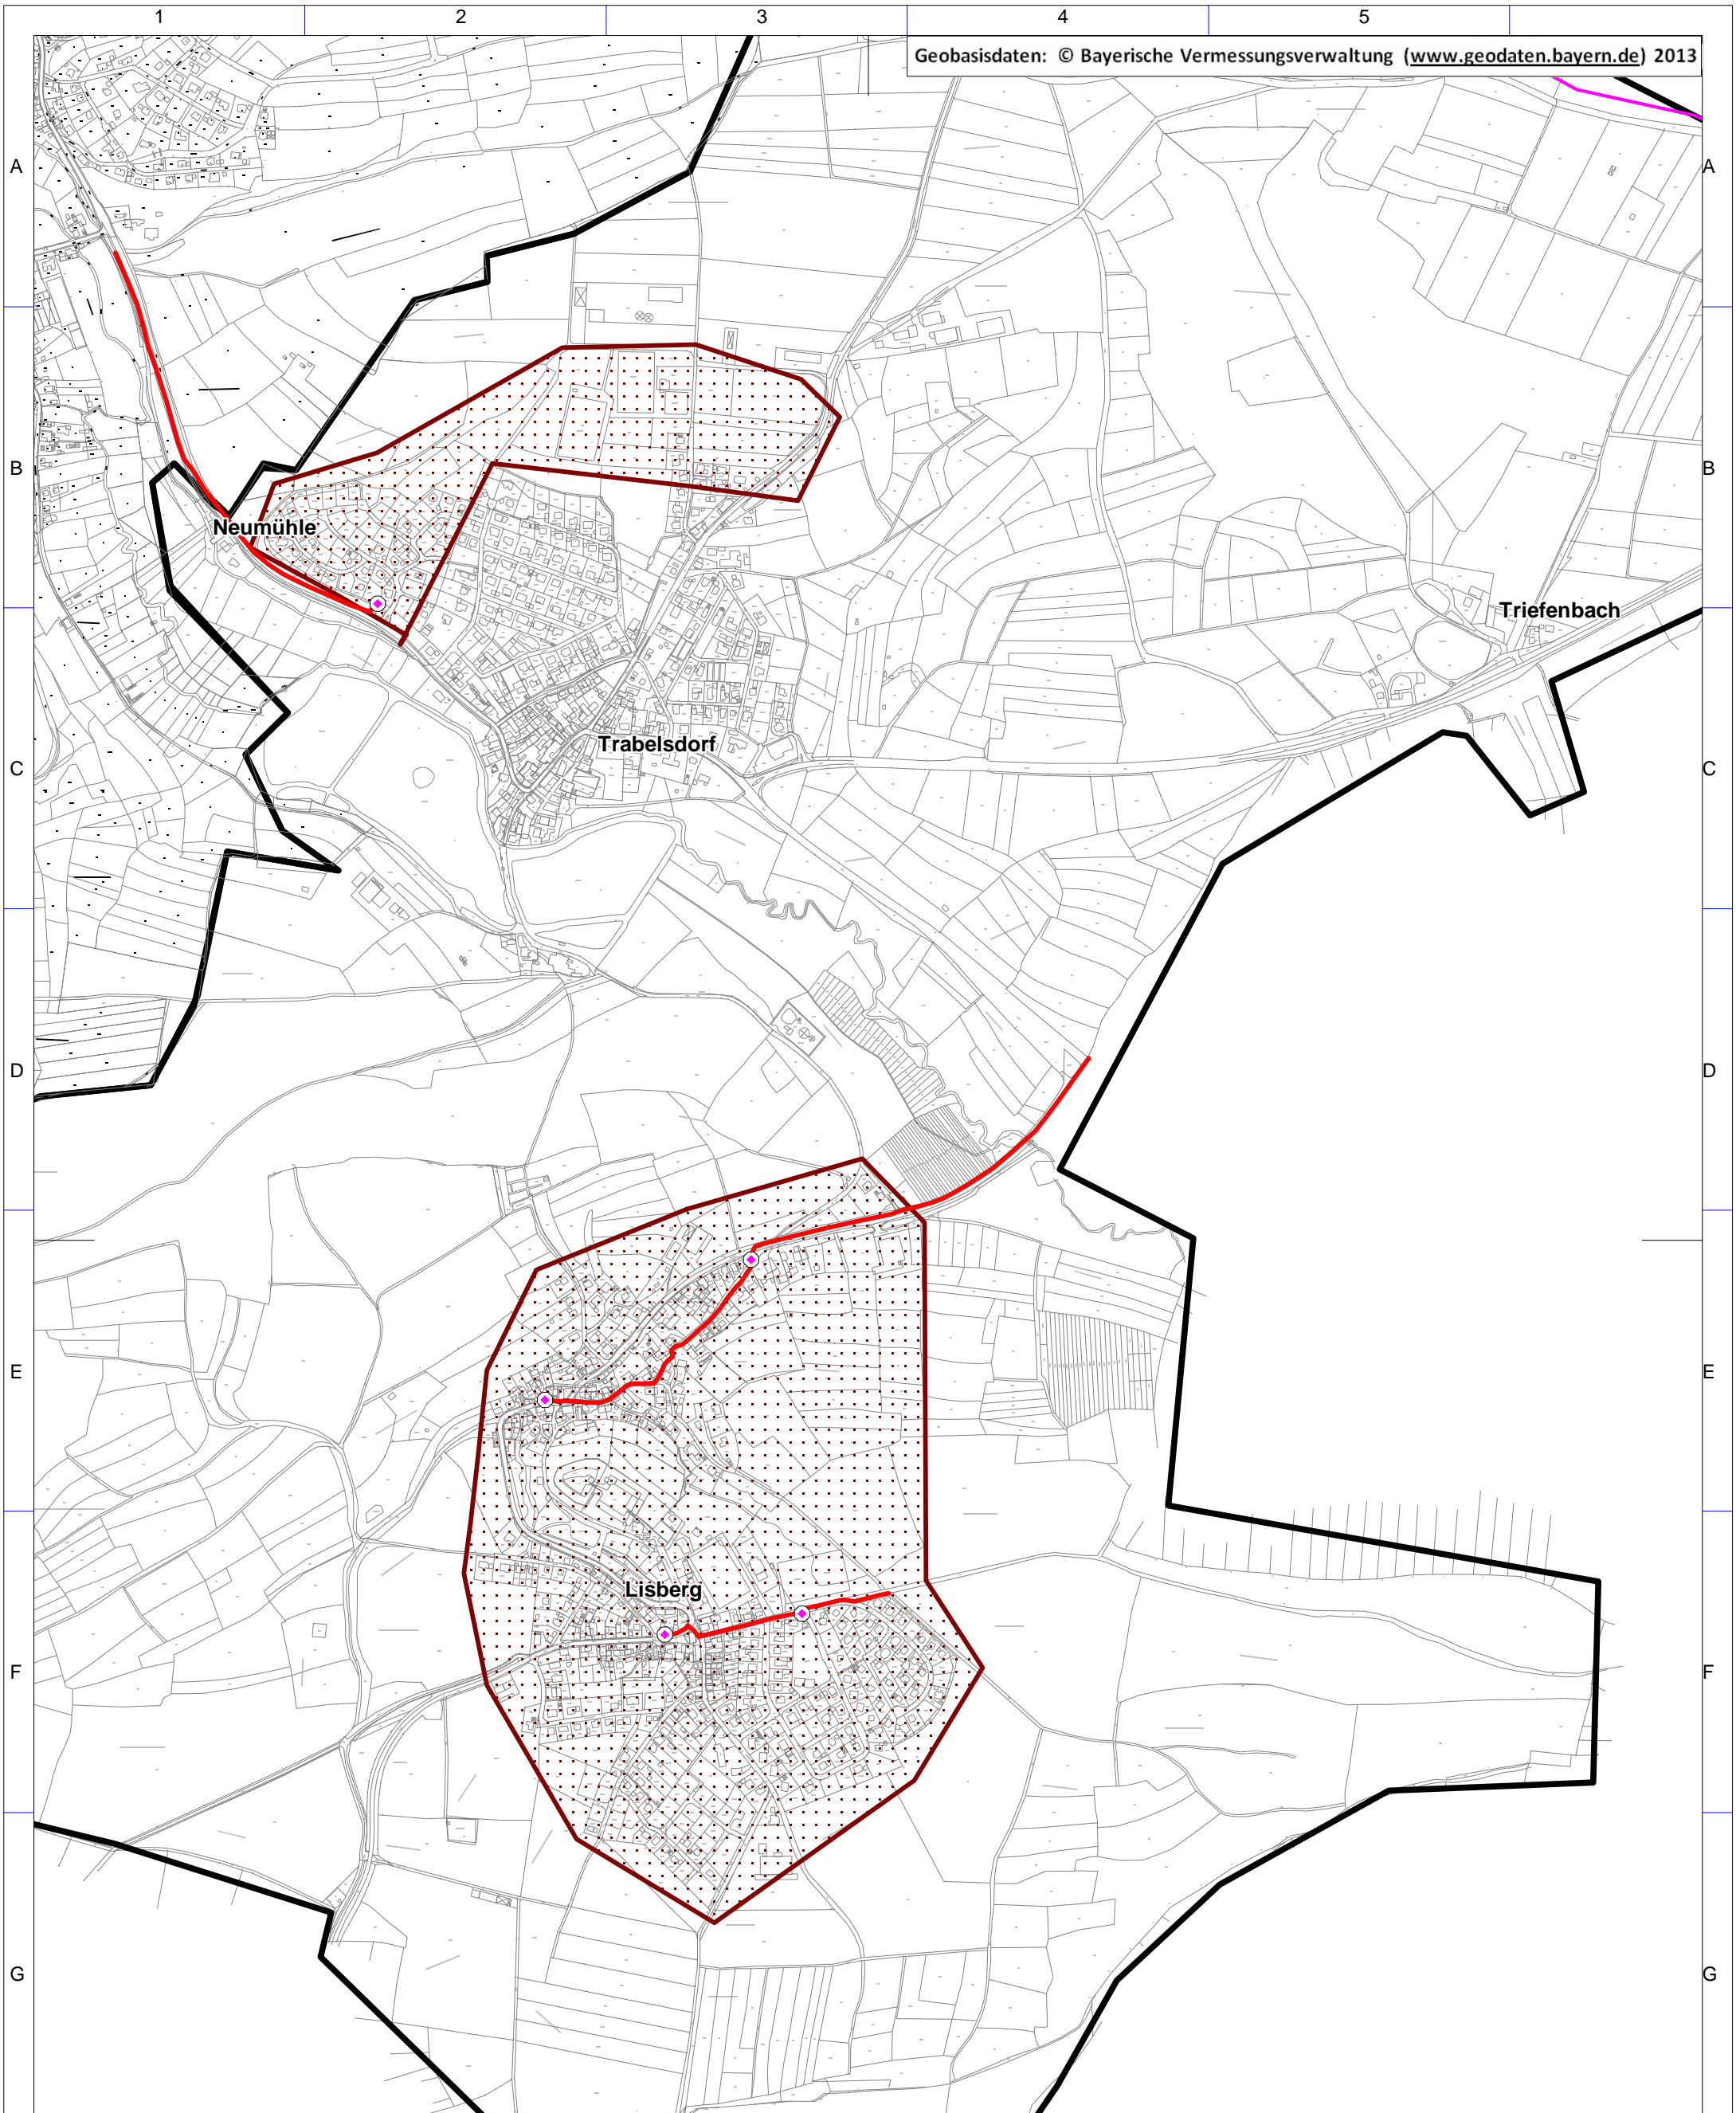 1 2 3 4 5
Geobasisdaten: © Bayerische Vermessungsverwaltung (www.geodaten.bayern.de) 2013
A A
B B
Neumühle
Triefenbach
Trabelsdorf
C C
D D
E E
Lisberg
F F
G G